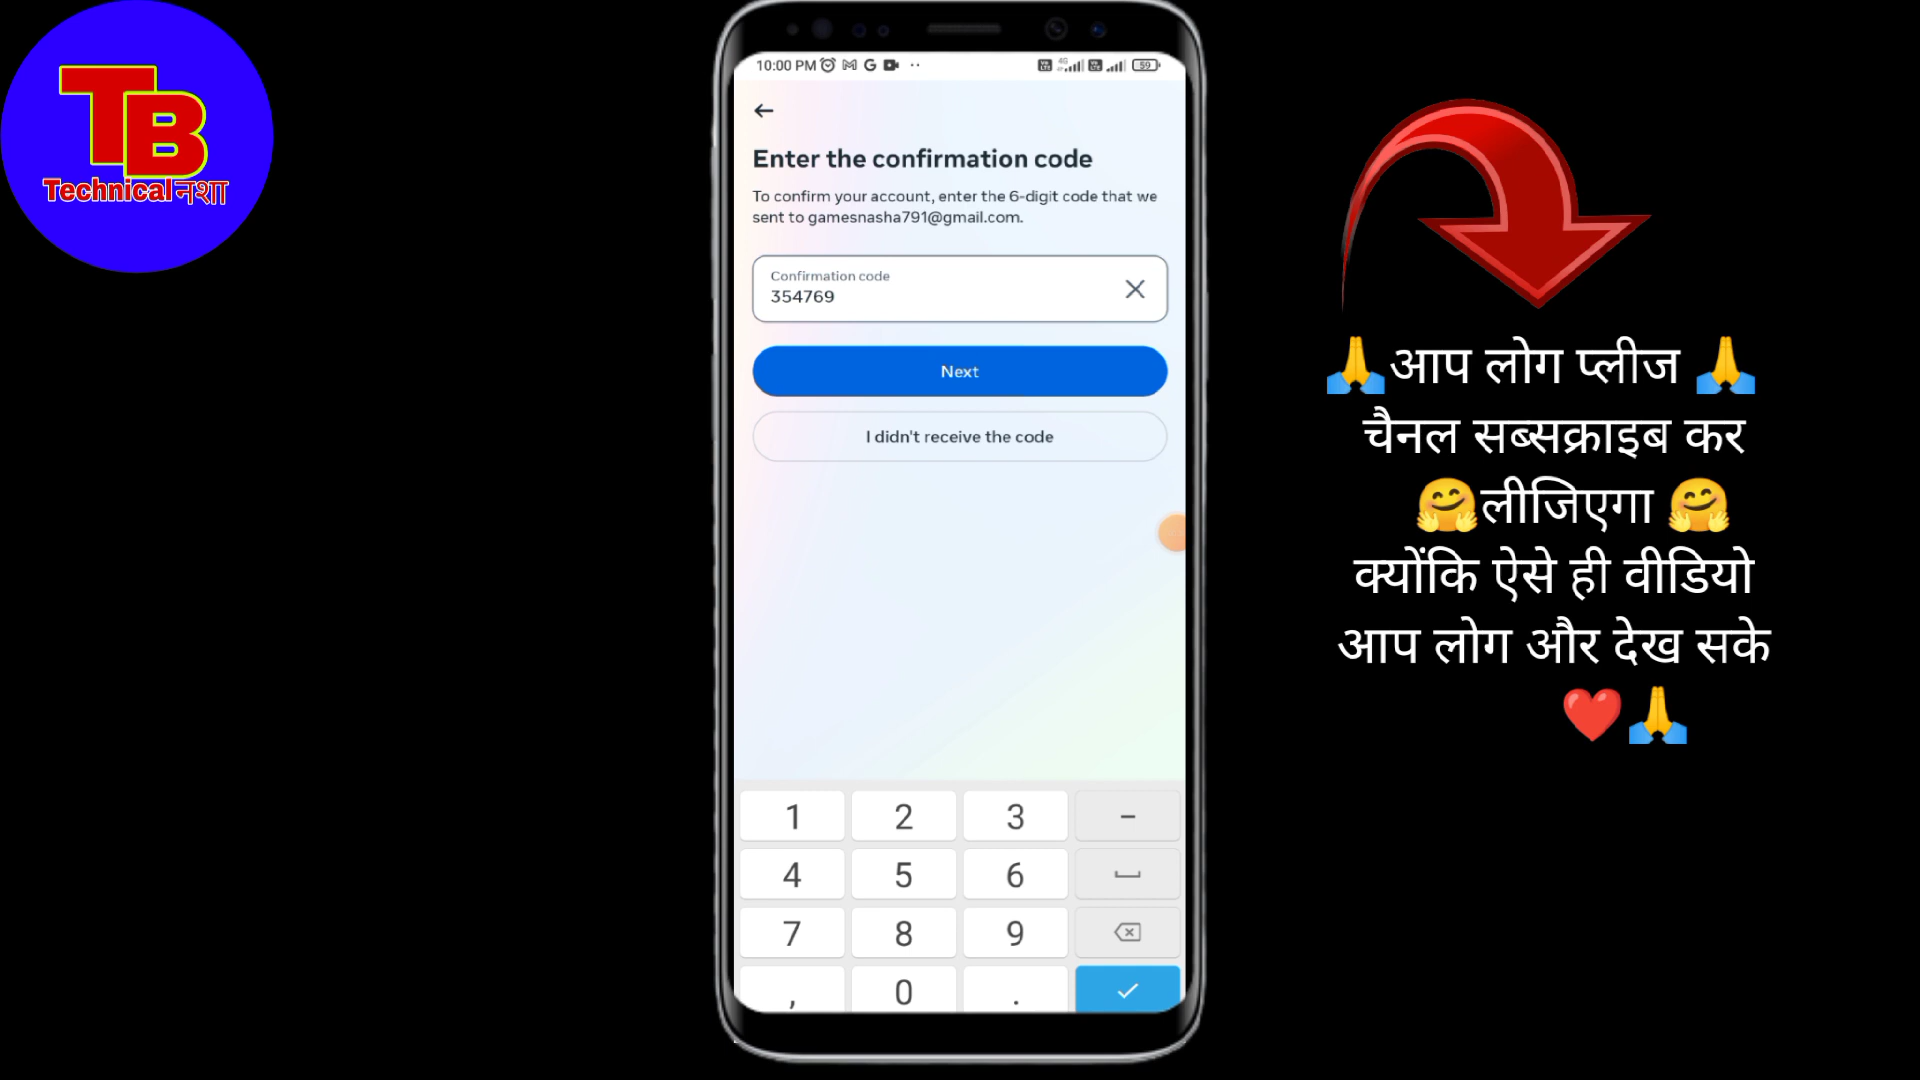 TB
Technical नशा
10:00 PM
4G
59
Enter the confirmation code
To confirm your account, enter the 6-digit code that we
sent to gamesnasha791@gmail.com.
Confirmation code
354769
Next
I didn't receive the code
1 2 3 -
4 5 6
7 8 9
, 0 .
🙏आप लोग प्लीज 🙏
चैनल सब्सक्राइब कर
🤗लीजिएगा 🤗
क्योंकि ऐसे ही वीडियो
आप लोग और देख सके
❤️🙏